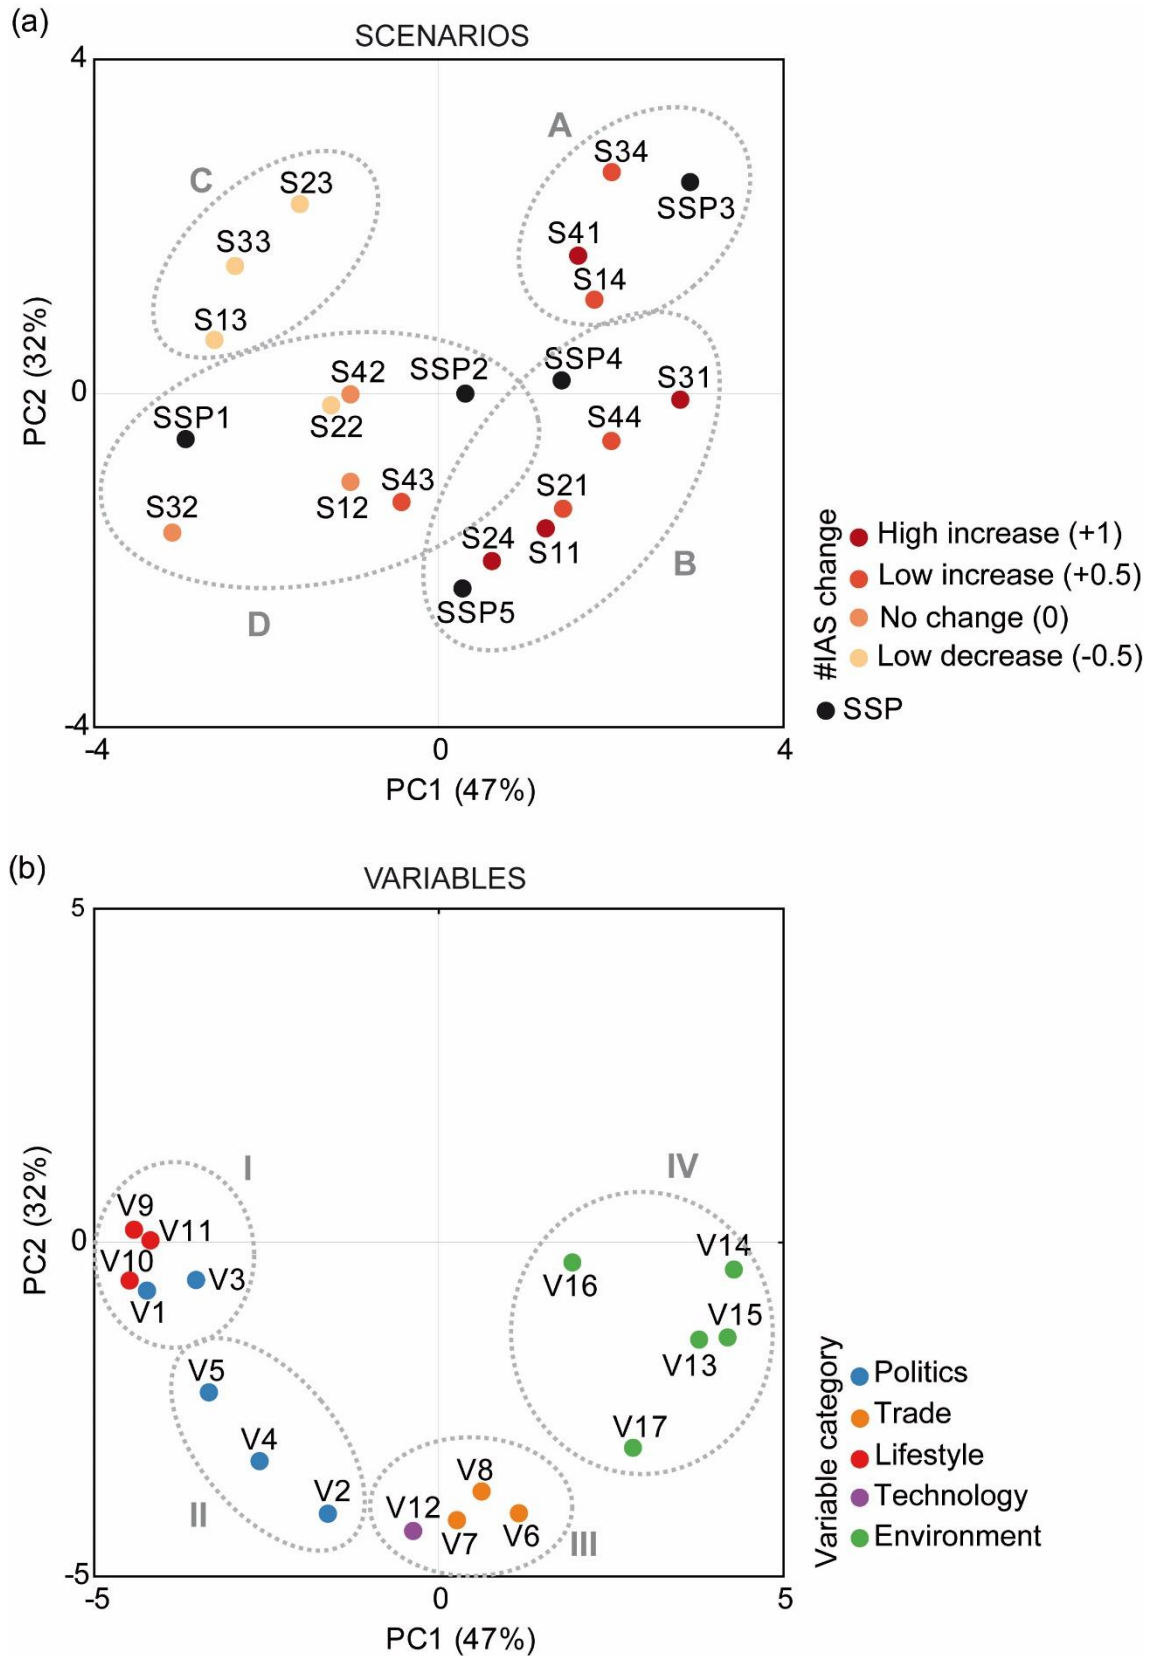 (a)
SCENARIOS
4
A
S34
C
S23
SSP3
S41
S33
S14
S13
SSP4
S42
SSP2
S31
PC2 (32%)
0
SSP1
S22
S44
S43
S21
S32
S12
S24
S11
B
SSP5
D
-4
-4
0
4
PC1 (47%)
#IAS change
High increase (+1)
Low increase (+0.5)
No change (0)
Low decrease (-0.5)
SSP
(b)
VARIABLES
5
I
IV
V9
V11
V14
PC2 (32%)
0
V10
V3
V16
V1
V15
V13
V5
V17
V4
V8
V2
V12
II
V7
V6
III
-5
-5
0
5
PC1 (47%)
Variable category
Politics
Trade
Lifestyle
Technology
Environment